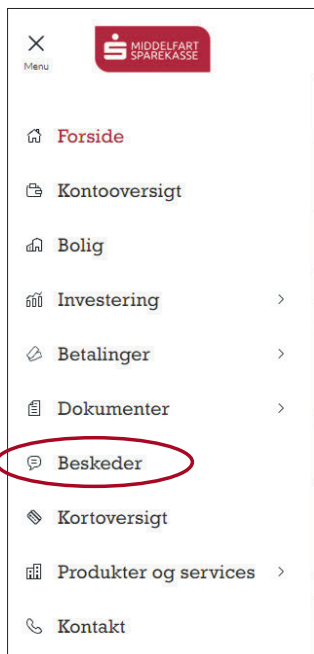 MIDDELFART
SPAREKASSE
Menu
Forside
Kontooversigt
Bolig
Investering
Betalinger
Dokumenter
Beskeder
Kortoversigt
Produkter og services
Kontakt